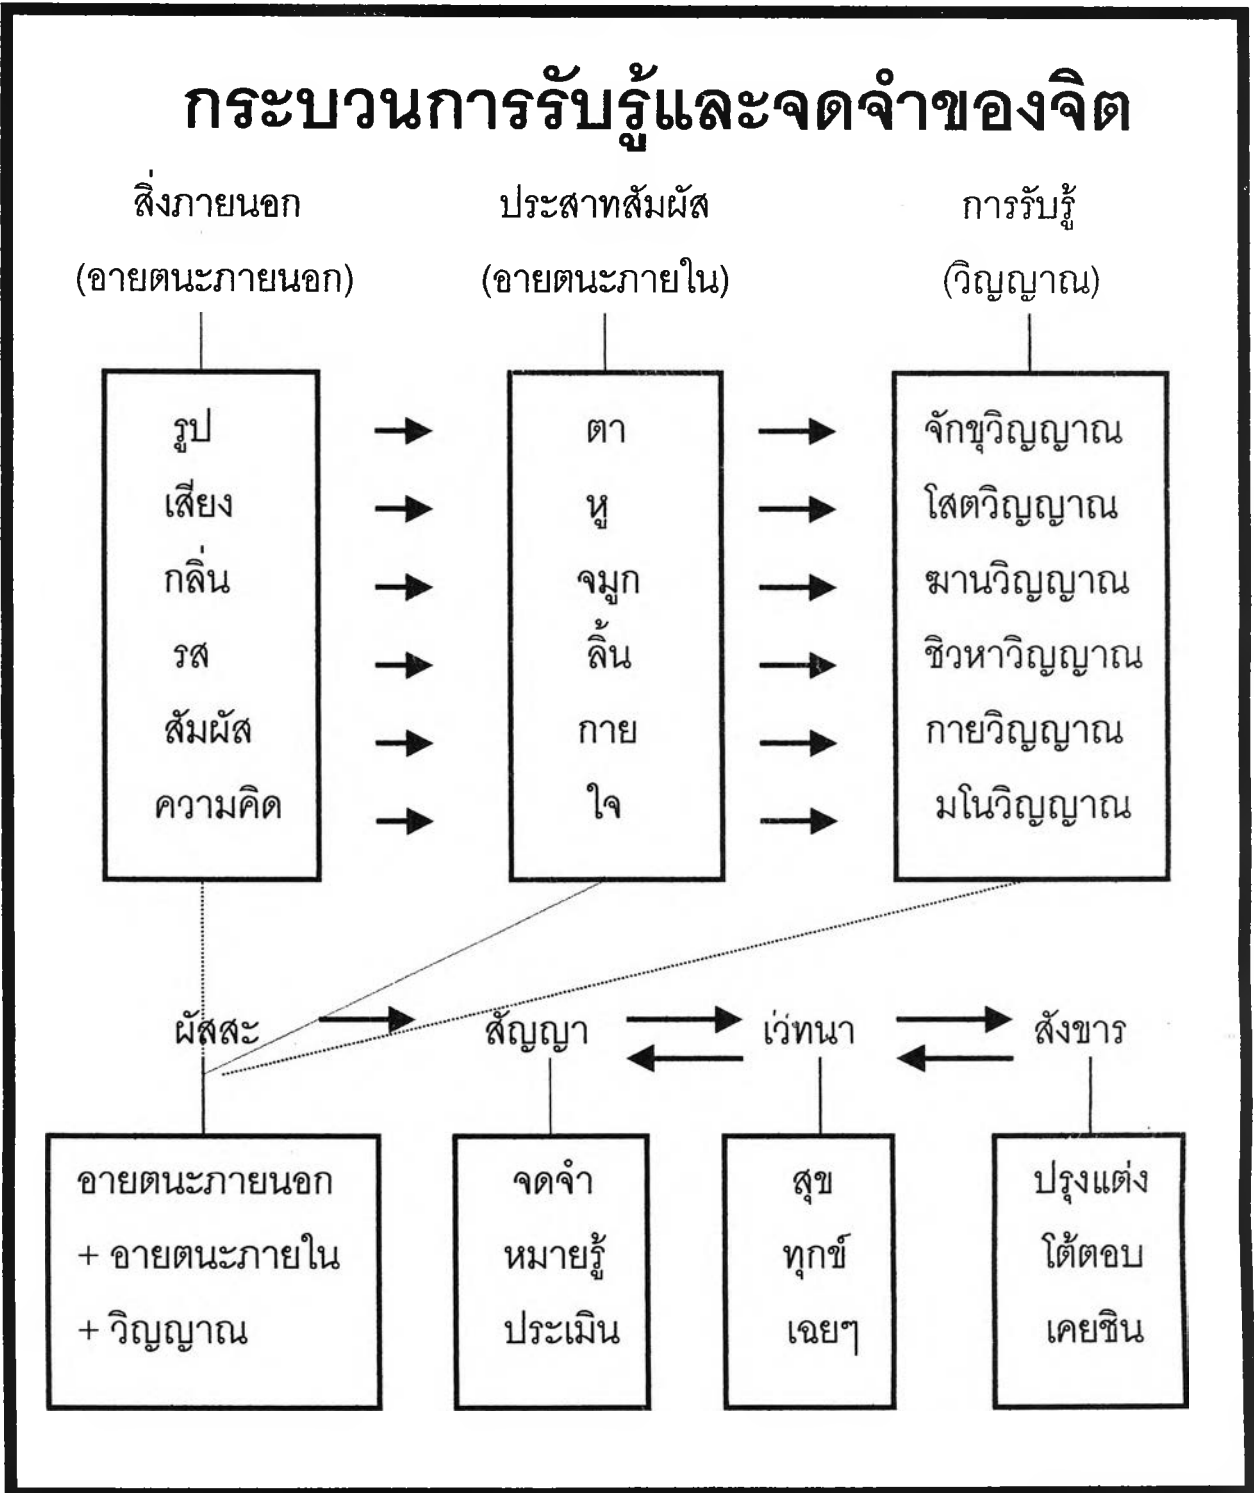 กระบวนการรับรู้และจดจำของจิต
สิ่งภายนอก ประสาทสัมผัส การรับรู้
(อายตนะภายนอก) (อายตนะภายใน) (วิญญาณ)
รูป ตา จักขุวิญญาณ
เสียง หู โสตวิญญาณ
กลิ่น จมูก ฆานวิญญาณ
รส ลิ้น ชิวหาวิญญาณ
สัมผัส กาย กายวิญญาณ
ความคิด ใจ มโนวิญญาณ
ผัสสะ สัญญา เว่ทนา สังขาร
อายตนะภายนอก จดจำ สุข ปรุงแต่ง
+ อายตนะภายใน หมายรู้ ทุกข์ โต้ตอบ
+ วิญญาณ ประเมิน เฉยๆ เคยชิน